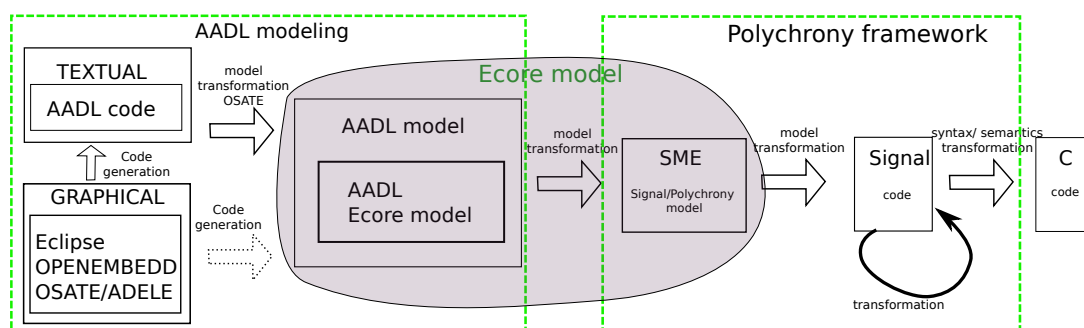 AADL modeling
TEXTUAL
AADL code
Code
generation
GRAPHICAL
Eclipse
OPENEMBEDD
OSATE/ADELE
model
transformation
OSATE
Code
generation
Ecore model
AADL model
AADL
Ecore model
model
transformation
Polychrony framework
SME
Signal/Polychrony
model
model
transformation
Signal
code
transformation
syntax/ semantics
transformation
C
code